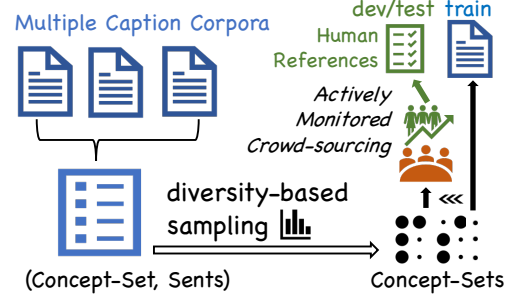 dev/test train
Multiple Caption Corpora
Human
References
Actively
Monitored
Crowd-sourcing
diversity-based
sampling
<<<
(Concept-Set, Sents)
Concept-Sets